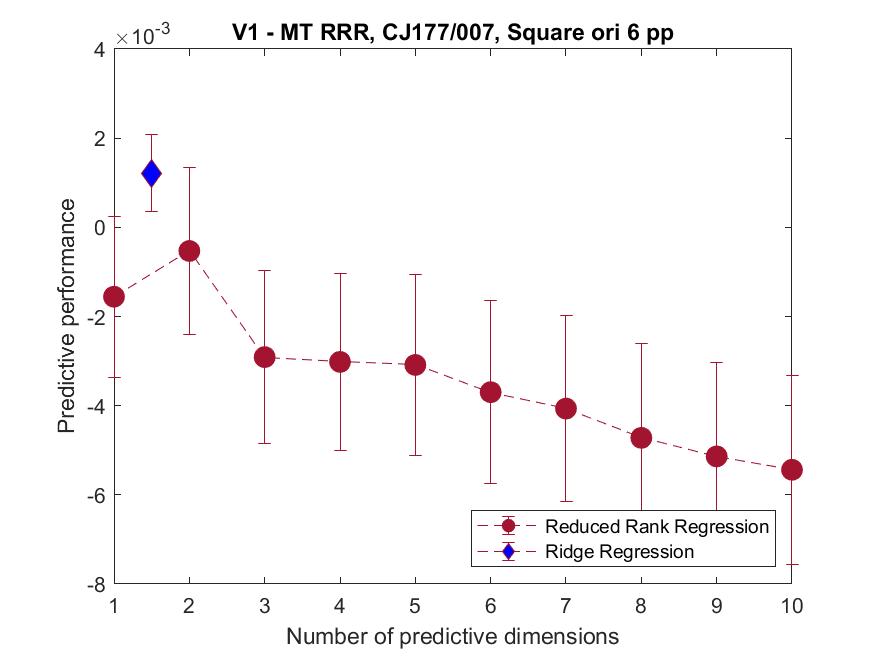 V1 - MT RRR, CJ177/007, Square ori 6 pp
×10-3
4
2
0
-2
-4
-6
-8
Predictive performance
Reduced Rank Regression
Ridge Regression
1 2 3 4 5 6 7 8 9 10
Number of predictive dimensions